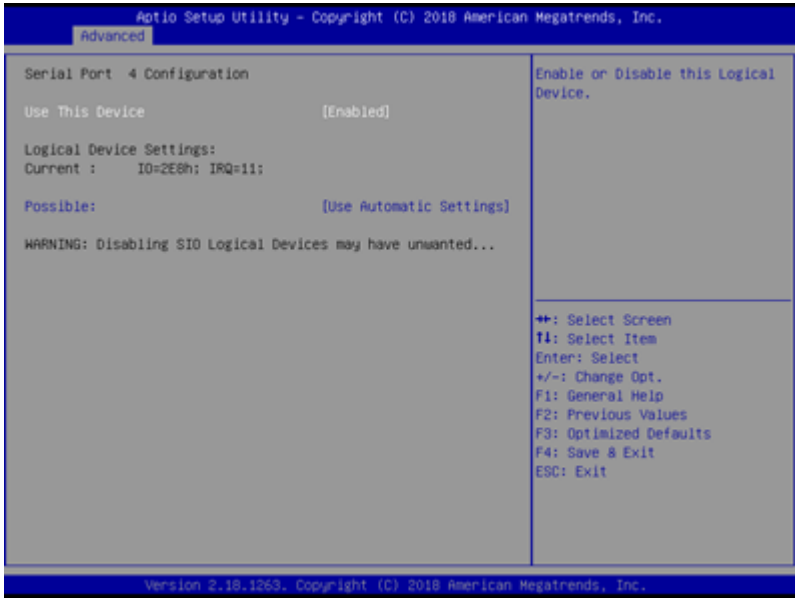 Aptio Setup Utility – Copyright (C) 2018 American Megatrends, Inc.
Advanced
Serial Port 4 Configuration
Use This Device [Enabled]
Logical Device Settings:
Current : IO=2E8h; IRQ=11;
Possible: [Use Automatic Settings]
WARNING: Disabling SIO Logical Devices may have unwanted...
Enable or Disable this Logical
Device.
→←: Select Screen
↑↓: Select Item
Enter: Select
+/-: Change Opt.
F1: General Help
F2: Previous Values
F3: Optimized Defaults
F4: Save & Exit
ESC: Exit
Version 2.18.1263. Copyright (C) 2018 American Megatrends, Inc.